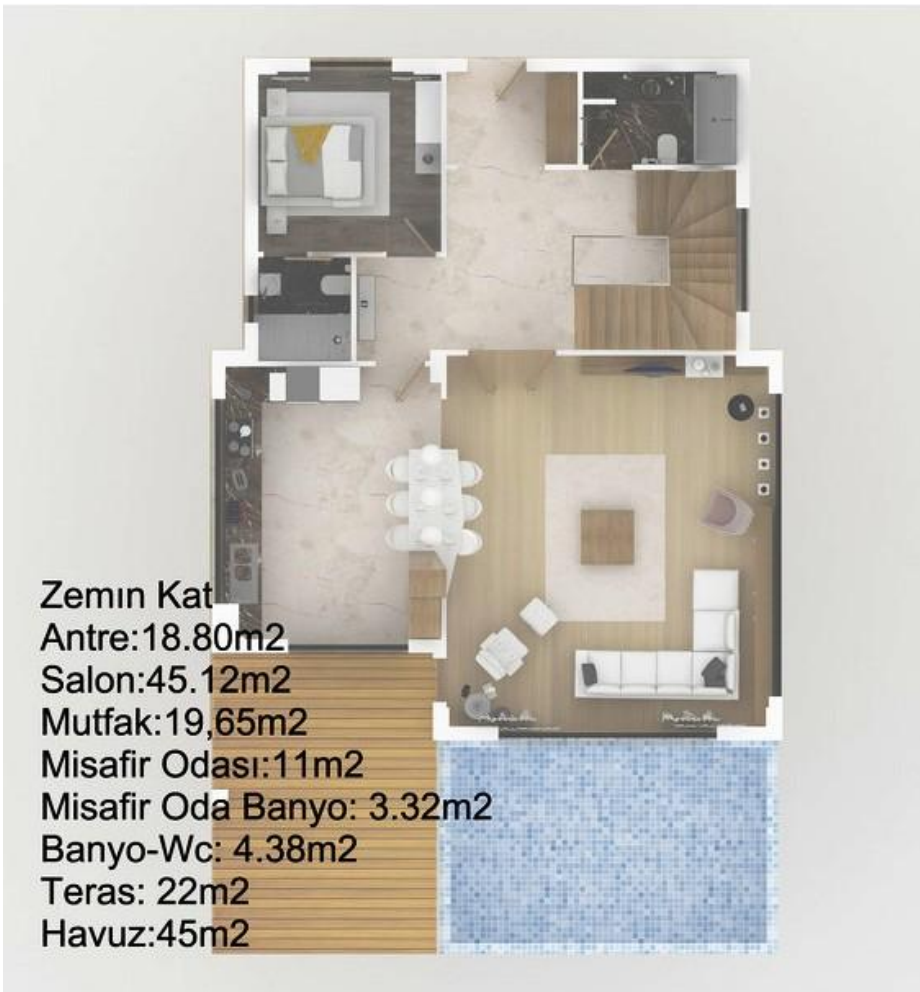 Zemın Kat
Antre:18.80m2
Salon:45.12m2
Mutfak:19,65m2
Misafir Odası:11m2
Misafir Oda Banyo: 3.32m2
Banyo-Wc: 4.38m2
Teras: 22m2
Havuz:45m2